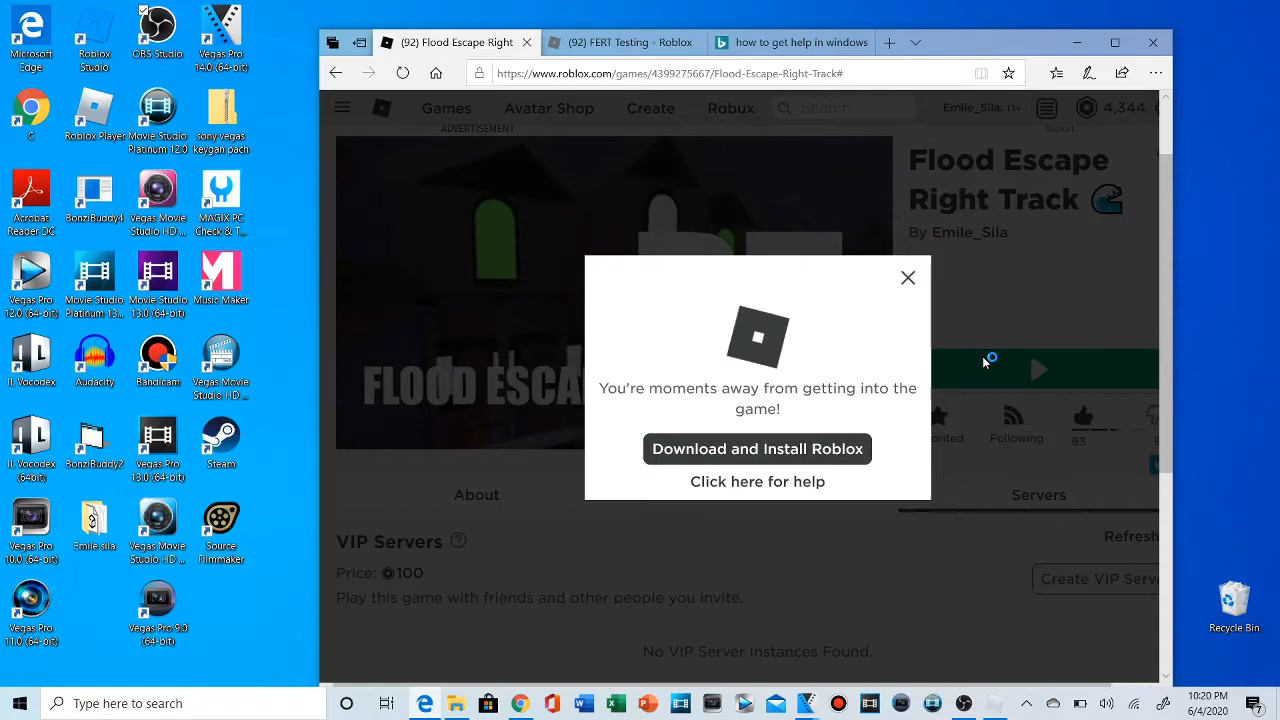 Microsoft Edge
Roblox Studio
OBS Studio
Vegas Pro 14.0 (64-bit)
C
Roblox Player
Movie Studio Platinum 12.0
sony vegas keygan pach
Acrobat Reader DC
BonziBuddy4
Vegas Movie Studio HD ...
MAGIX PC Check & T...
Vegas Pro 12.0 (64-bit)
Movie Studio Platinum 13...
Movie Studio 13.0 (64-bit)
Music Maker
IL Vocodex
Audacity
Bandicam
Vegas Movie Studio HD ...
IL Vocodex (64bit)
BonziBuddy2
Vegas Pro 13.0 (64-bit)
Steam
Vegas Pro 10.0 (64-bit)
Emile sila
Vegas Movie Studio HD ...
Source Filmmaker
Vegas Pro 11.0 (64-bit)
Vegas Pro 9.0 (64-bit)
Recycle Bin
(92) Flood Escape Right
(92) FERT Testing - Roblox
how to get help in windows
https://www.roblox.com/games/4399275667/Flood-Escape-Right-Track#
Games
Avatar Shop
Create
Robux
Search
Emile_Sila: 13+
4,344
ADVERTISEMENT
Report
Flood Escape
Right Track
By Emile_Sila
FLOOD ESCA
You're moments away from getting into the
game!
Download and Install Roblox
Click here for help
Following
83
About
Servers
VIP Servers
Refresh
Price: 100
Create VIP Serve
Play this game with friends and other people you invite.
No VIP Server Instances Found.
Type here to search
10:20 PM
6/4/2020
7